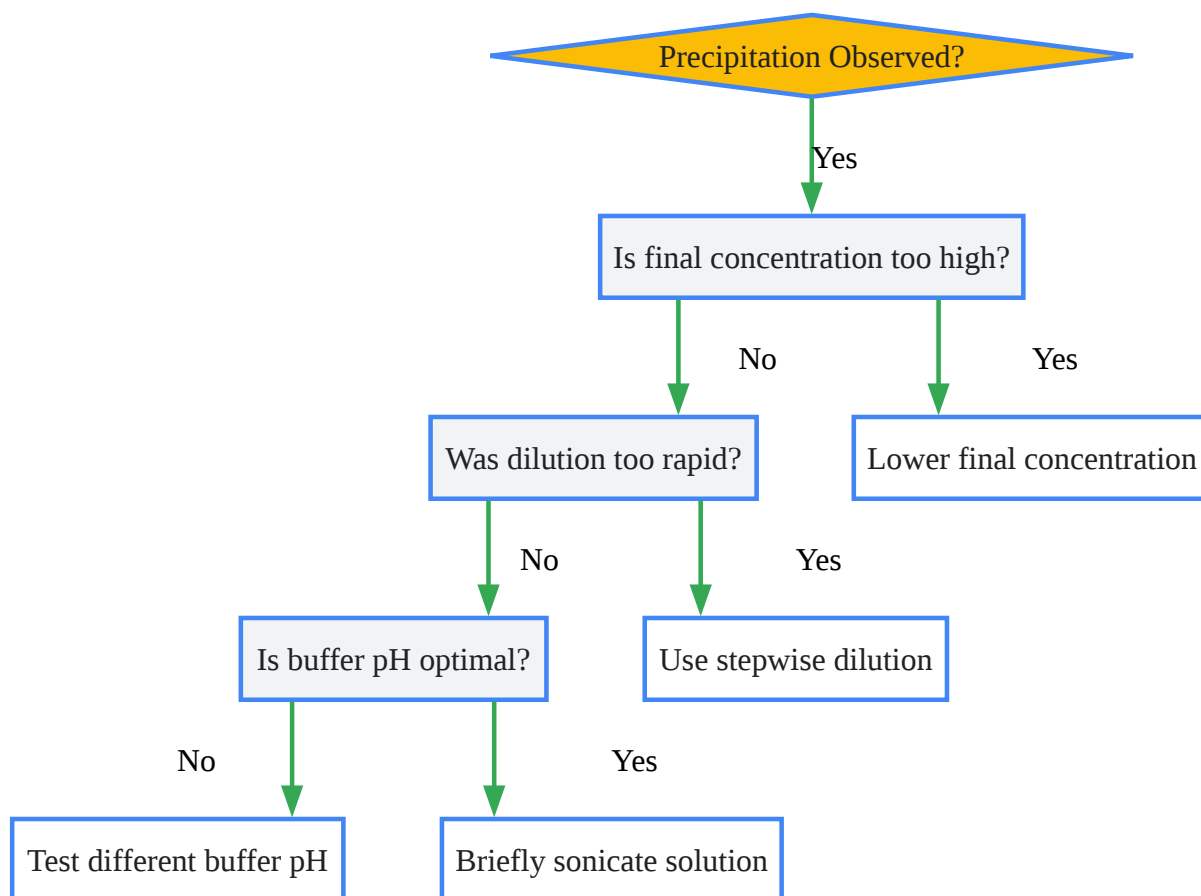 Precipitation Observed?
Yes
Is final concentration too high?
No
Yes
Was dilution too rapid?
Lower final concentration
No
Yes
Is buffer pH optimal?
Use stepwise dilution
No
Yes
Test different buffer pH
Briefly sonicate solution